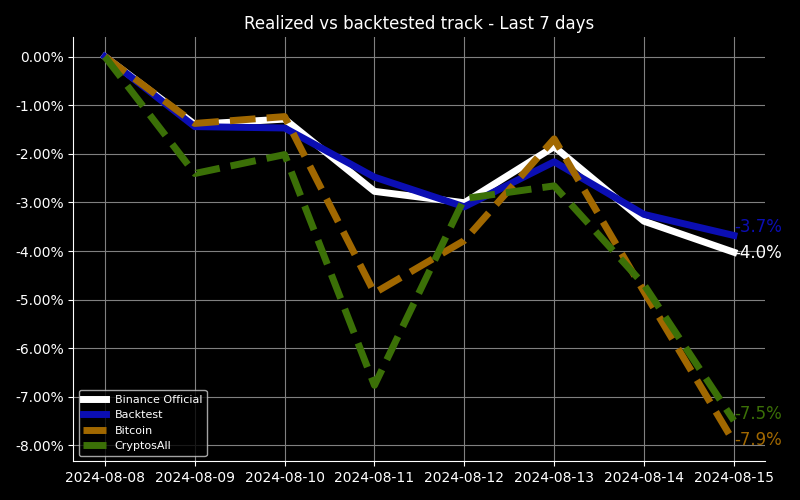 Realized vs backtested track - Last 7 days
0.00%
-1.00%
-2.00%
-3.00%
-4.00%
-5.00%
-6.00%
-7.00%
-8.00%
-3.7%
-4.0%
-7.5%
-7.9%
Binance Official
Backtest
Bitcoin
CryptosAll
2024-08-08 2024-08-09 2024-08-10 2024-08-11 2024-08-12 2024-08-13 2024-08-14 2024-08-15